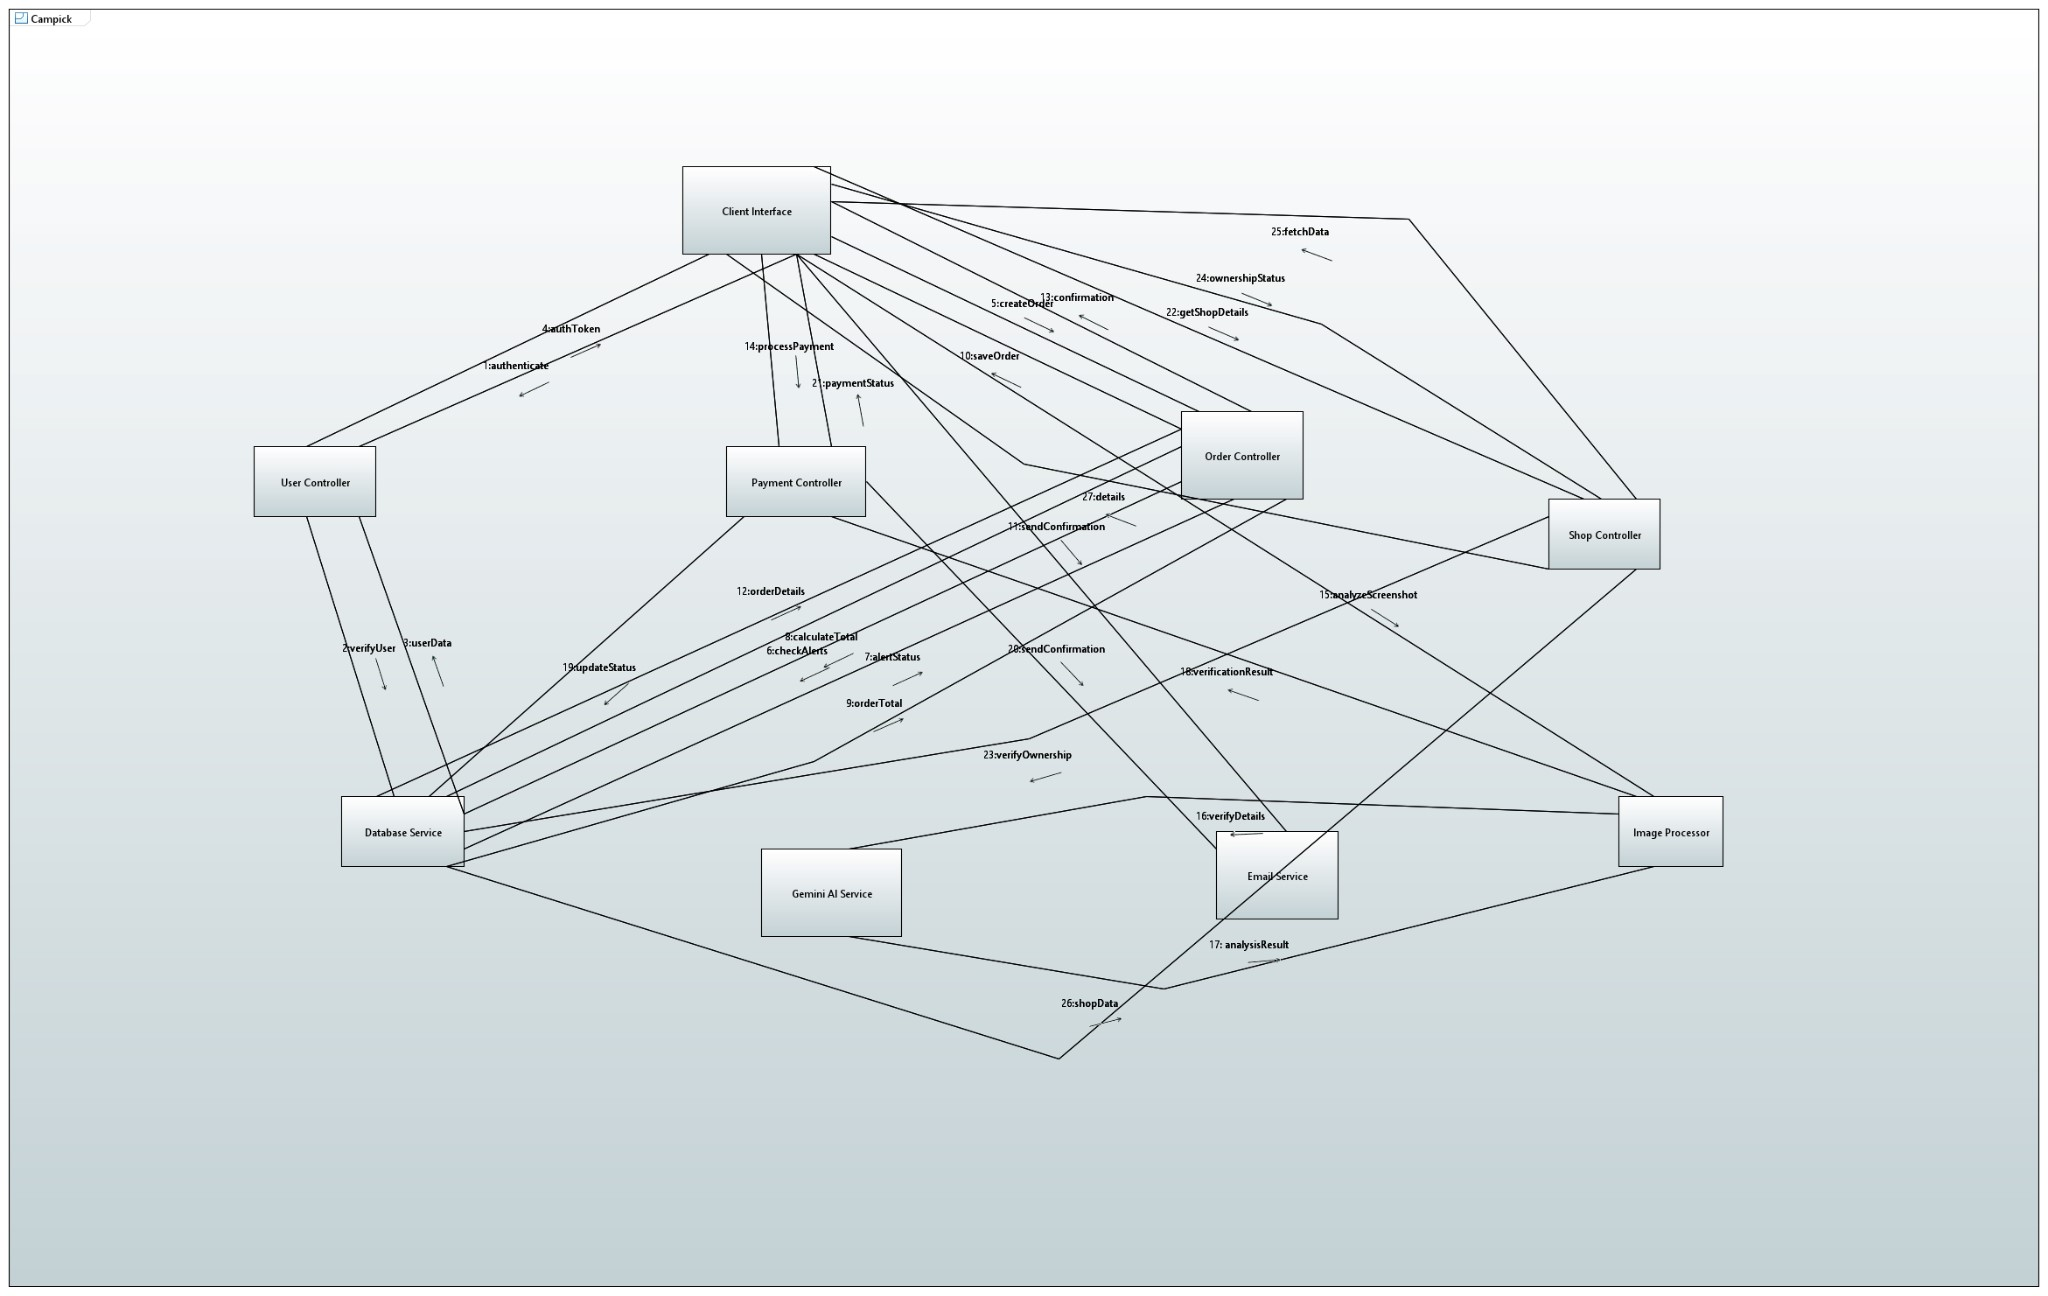 Campick
Client Interface
25:fetchData
24:ownershipStatus
5:createOrder
13:confirmation
22:getShopDetails
4:authToken
14:processPayment
10:saveOrder
1:authenticate
21:paymentStatus
Order Controller
User Controller
Payment Controller
27:details
11:sendConfirmation
Shop Controller
12:orderDetails
15:analyzeScreenshot
8:calculateTotal
2:verifyUser
3:userData
6:checkAlerts
7:alertStatus
20:sendConfirmation
19:updateStatus
18:verificationResult
9:orderTotal
23:verifyOwnership
16:verifyDetails
Database Service
Image Processor
Gemini AI Service
Email Service
17: analysisResult
26:shopData